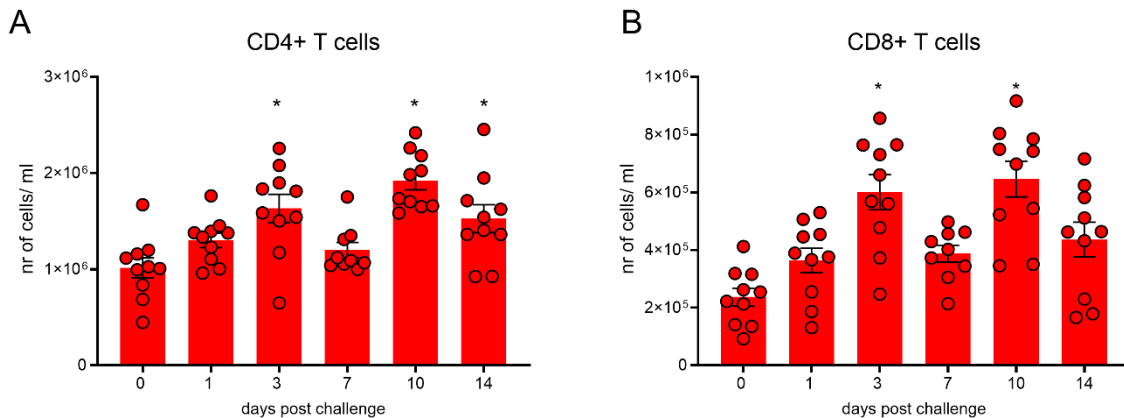 A
CD4+ T cells
nr of cells/ ml
3×10⁶
2×10⁶
1×10⁶
0
* * *
0 1 3 7 10 14
days post challenge
B
CD8+ T cells
nr of cells/ ml
1×10⁶
8×10⁵
6×10⁵
4×10⁵
2×10⁵
0
* *
0 1 3 7 10 14
days post challenge